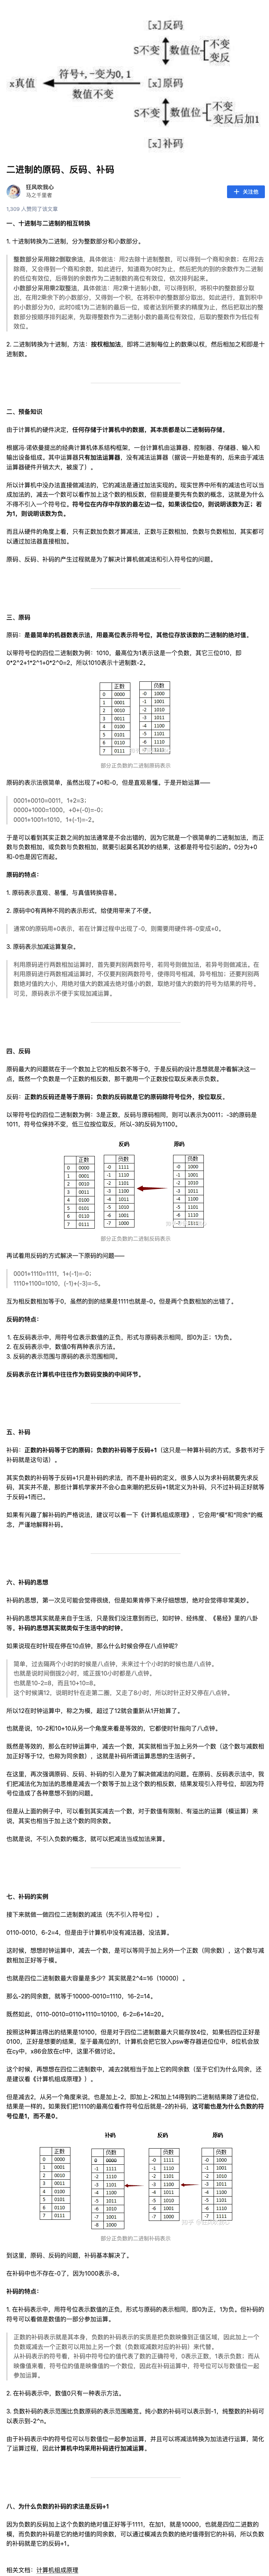 [x]反码
S不变 数值位 不变
变反
x真值 符号+,-变为0,1 [x]原码
数值不变
S不变 数值位 不变
变反后加1
[x]补码
二进制的原码、反码、补码
狂风吹我心
马之千里者
+ 关注他
1,309 人赞同了该文章
一、十进制与二进制的相互转换
1. 十进制转换为二进制,分为整数部分和小数部分。
整数部分采用除2倒取余法,具体做法:用2去除十进制整数,可以得到一个商和余数;在用2去
除商,又会得到一个商和余数,如此进行,知道商为0时为止,然后把先的到的余数作为二进制
的低位有效位,后得到的余数作为二进制数的高位有效位,依次排列起来。
小数部分采用乘2取整法,具体做法:用2乘十进制小数,可以得到积,将积中的整数部分取
出,在用2乘余下的小数部分,又得到一个积,在将积中的整数部分取出,如此进行,直到积中
的小数部分为0,此时0或1为二进制的最后一位,或者达到所要求的精度为止,然后把取出的整
数部分按顺序排列起来,先取得整数作为二进制小数的最高位有效位,后取的整数作为低位有
效位。
2. 二进制转换为十进制,方法:按权相加法,即将二进制每位上的数乘以权,然后相加之和即是十
进制数。
二、预备知识
由于计算机的硬件决定,任何存储于计算机中的数据,其本质都是以二进制码存储。
根据冯·诺依曼提出的经典计算机体系结构框架,一台计算机由运算器、控制器、存储器、输入和
输出设备组成。其中运算器只有加法运算器,没有减法运算器(据说一开始是有的,后来由于减法
运算器硬件开销太大,被废了)。
所以计算机中没办法直接做减法的,它的减法是通过加法实现的。现实世界中所有的减法也可以当
成加法的,减去一个数可以看作加上这个数的相反数,但前提是要先有负数的概念,这就是为什么
不得不引入一个符号位。符号位在内存中存放的最左边一位,如果该位位0,则说明该数为正;若
为1,则说明该数为负。
而且从硬件的角度上看,只有正数加负数才算减法,正数与正数相加,负数与负数相加,其实都可
以通过加法器直接相加。
原码、反码、补码的产生过程就是为了解决计算机做减法和引入符号位的问题。
三、原码
原码:是最简单的机器数表示法,用最高位表示符号位,其他位存放该数的二进制的绝对值。
以带符号位的四位二进制数为例:1010,最高位为1表示这是一个负数,其它三位010,即
0*2^2+1*2^1+0*2^0=2,所以1010表示十进制数-2。
正数 负数
0 0000 -0 1000
1 0001 -1 1001
2 0010 -2 1010
3 0011 -3 1011
4 0100 -4 1100
5 0101 -5 1101
6 0110 -6 1110
7 0111 -7 1111
部分正负数的二进制原码表示
原码的表示法很简单,虽然出现了+0和-0,但是直观易懂。于是开始运算——
0001+0010=0011,1+2=3;
0000+1000=1000,+0+(-0)=-0;
0001+1001=1010,1+(-1)=-2。
于是可以看到其实正数之间的加法通常是不会出错的,因为它就是一个很简单的二进制加法,而正
数与负数相加、或负数与负数相加,就要引起莫名其妙的结果,这都是符号位引起的。0分为+0
和-0也是因它而起。
原码的特点:
1. 原码表示直观、易懂,与真值转换容易。
2. 原码中0有两种不同的表示形式,给使用带来了不便。
通常0的原码用+0表示,若在计算过程中出现了-0,则需要用硬件将-0变成+0。
3. 原码表示加减运算复杂。
利用原码进行两数相加运算时,首先要判别两数符号,若同号则做加法,若异号则做减法。在
利用原码进行两数相减运算时,不仅要判别两数符号,使得同号相减、异号相加;还要判别两
数绝对值的大小,用绝对值大的数减去绝对值小的数,取绝对值大的数的符号为结果的符号。
可见,原码表示不便于实现加减运算。
四、反码
原码最大的问题就在于一个数加上它的相反数不等于0,于是反码的设计思想就是冲着解决这一
点,既然一个负数是一个正数的相反数,那干脆用一个正数按位取反来表示负数。
反码:正数的反码还是等于原码;负数的反码就是它的原码除符号位外,按位取反。
以带符号位的四位二进制数为例:3是正数,反码与原码相同,则可以表示为0011;-3的原码是
1011,符号位保持不变,低三位按位取反,所以-3的反码为1100。
反码 原码
正数 负数 负数
0 0000 -0 1111 -0 1000
1 0001 -1 1110 -1 1001
2 0010 -2 1101 -2 1010
3 0011 -3 1100 -3 1011
4 0100 -4 1011 -4 1100
5 0101 -5 1010 -5 1101
6 0110 -6 1001 -6 1110
7 0111 -7 1000 -7 1111
部分正负数的二进制反码表示
再试着用反码的方式解决一下原码的问题——
0001+1110=1111,1+(-1)=-0;
1110+1100=1010,(-1)+(-3)=-5。
互为相反数相加等于0,虽然的到的结果是1111也就是-0。但是两个负数相加的出错了。
反码的特点:
1. 在反码表示中,用符号位表示数值的正负,形式与原码表示相同,即0为正;1为负。
2. 在反码表示中,数值0有两种表示方法。
3. 反码的表示范围与原码的表示范围相同。
反码表示在计算机中往往作为数码变换的中间环节。
五、补码
补码:正数的补码等于它的原码;负数的补码等于反码+1(这只是一种算补码的方式,多数书对于
补码就是这句话)。
其实负数的补码等于反码+1只是补码的求法,而不是补码的定义,很多人以为求补码就要先求反
码,其实并不是,那些计算机学家并不会心血来潮的把反码+1就定义为补码,只不过补码正好就等
于反码+1而已。
如果有兴趣了解补码的严格说法,建议可以看一下《计算机组成原理》,它会用“模”和“同余”的概
念,严谨地解释补码。
六、补码的思想
补码的思想,第一次见可能会觉得很绕,但是如果肯停下来仔细想想,绝对会觉得非常美妙。
补码的思想其实就是来自于生活,只是我们没注意到而已,如时钟、经纬度、《易经》里的八卦
等。补码的思想其实就类似于生活中的时钟。
如果说现在时针现在停在10点钟,那么什么时候会停在八点钟呢?
简单,过去隔两个小时的时候是八点钟,未来过十个小时的时候也是八点钟。
也就是说时间倒拨2小时,或正拨10小时都是八点钟。
也就是10-2=8,而且10+10=8。
这个时候满12,说明时针在走第二圈,又走了8小时,所以时针正好又停在八点钟。
所以12在时钟运算中,称之为模,超过了12就会重新从1开始算了。
也就是说,10-2和10+10从另一个角度来看是等效的,它都使时针指向了八点钟。
既然是等效的,那么在时钟运算中,减去一个数,其实就相当于加上另外一个数(这个数与减数相
加正好等于12,也称为同余数),这就是补码所谓运算思想的生活例子。
在这里,再次强调原码、反码、补码的引入是为了解决做减法的问题。在原码、反码表示法中,我
们把减法化为加法的思维是减去一个数等于加上这个数的相反数,结果发现引入符号位,却因为符
号位造成了各种意想不到的问题。
但是从上面的例子中,可以看到其实减去一个数,对于数值有限制、有溢出的运算(模运算)来
说,其实也相当于加上这个数的同余数。
也就是说,不引入负数的概念,就可以把减法当成加法来算。
七、补码的实例
接下来就做一做四位二进制数的减法(先不引入符号位)。
0110-0010,6-2=4,但是由于计算机中没有减法器,没法算。
这时候,想想时钟运算中,减去一个数,是可以等同于加上另外一个正数(同余数),这个数与减
数相加正好等于模。
也就是四位二进制数最大容量是多少?其实就是2^4=16(10000)。
那么-2的同余数,就等于10000-0010=1110,16-2=14。
既然如此,0110-0010=0110+1110=10100,6-2=6+14=20。
按照这种算法得出的结果是10100,但是对于四位二进制数最大只能存放4位,如果低四位正好是
0100,正好是想要的结果,至于最高位的1,计算机会把它放入psw寄存器进位位中,8位机会放
在cy中,x86会放在cf中,这里不做讨论。
这个时候,再想想在四位二进制数中,减去2就相当于加上它的同余数(至于它们为什么同余,还
是建议看《计算机组成原理》)。
但是减去2,从另一个角度来说,也是加上-2,即加上-2和加上14得到的二进制结果除了进位位,
结果是一样的。如果我们把1110的最高位看作符号位后就是-2的补码,这可能也是为什么负数的符
号位是1,而不是0。
补码 反码 原码
正数 负数 负数 负数
0 0000 -0 0000 -0 1111 -0 1000
1 0001 -1 1111 -1 1110 -1 1001
2 0010 -2 1110 -2 1101 -2 1010
3 0011 -3 1101 -3 1100 -3 1011
4 0100 -4 1100 -4 1011 -4 1100
5 0101 -5 1011 -5 1010 -5 1101
6 0110 -6 1010 -6 1001 -6 1110
7 0111 -7 1001 -7 1000 -7 1111
-8 1000
部分正负数的二进制补码表示
到这里,原码、反码的问题,补码基本解决了。
在补码中也不存在-0了,因为1000表示-8。
补码的特点:
1. 在补码表示中,用符号位表示数值的正负,形式与原码的表示相同,即0为正,1为负。但补码的
符号可以看做是数值的一部分参加运算。
正数的补码表示就是其本身,负数的补码表示的实质是把负数映像到正值区域,因此加上一个
负数或减去一个正数可以用加上另一个数(负数或减数对应的补码)来代替。
从补码表示的符号看,补码中符号位的值代表了数的正确符号,0表示正数,1表示负数;而从
映像值来看,符号位的值是映像值的一个数位,因此在补码运算中,符号位可以与数值位一起
参加运算。
2. 在补码表示中,数值0只有一种表示方法。
3. 负数补码的表示范围比负数原码的表示范围略宽。纯小数的补码可以表示到-1,纯整数的补码可
以表示到-2^n。
由于补码表示中的符号位可以与数值位一起参加运算,并且可以将减法转换为加法进行运算,简化
了运算过程,因此计算机中均采用补码进行加减运算。
八、为什么负数的补码的求法是反码+1
因为负数的反码加上这个负数的绝对值正好等于1111,在加1,就是10000,也就是四位二进数的
模,而负数的补码是它的绝对值的同余数,可以通过模减去负数的绝对值得到它的补码,所以负数
的补码就是它的反码+1。
相关文档:计算机组成原理